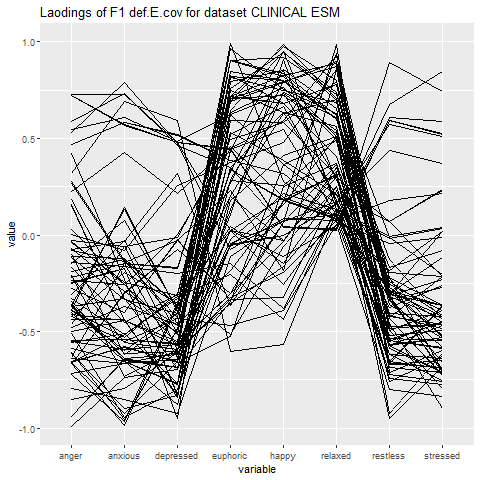 Laodings of F1 def.E.cov for dataset CLINICAL ESM
1.0
0.5
0.0
-0.5
-1.0
value
anger anxious depressed euphoric happy relaxed restless stressed
variable